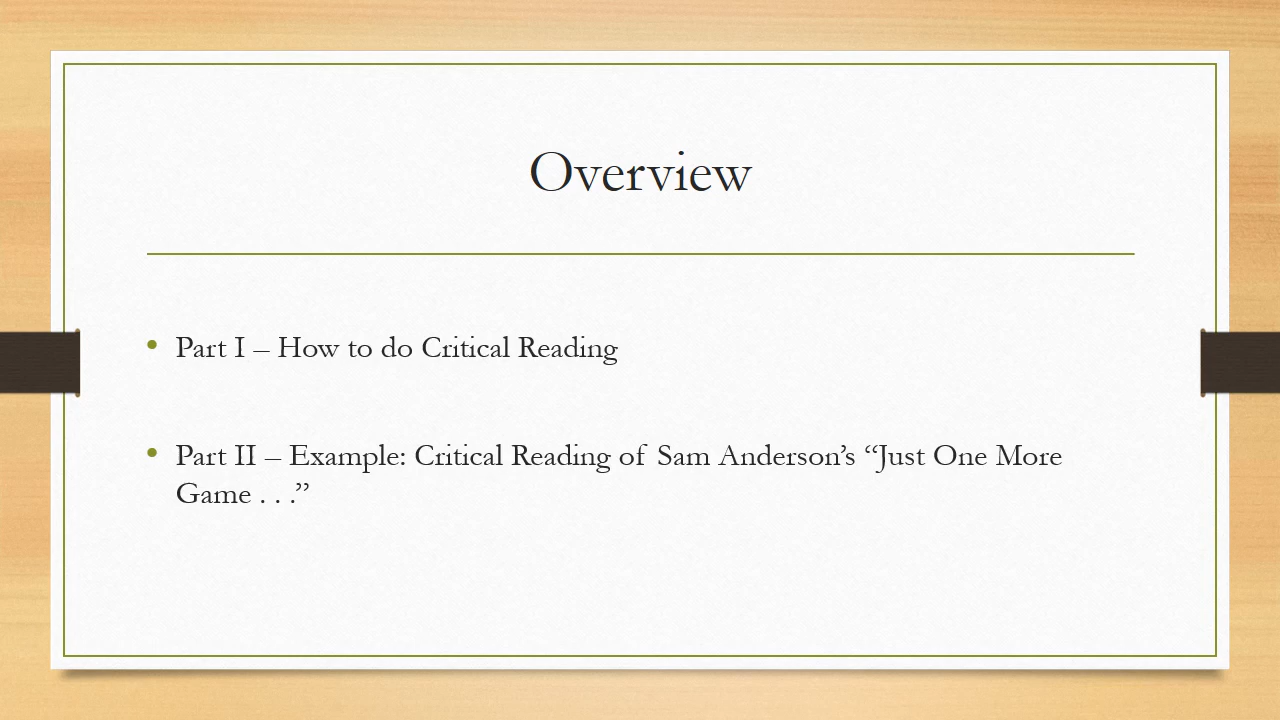 Overview
• Part I – How to do Critical Reading
• Part II – Example: Critical Reading of Sam Anderson’s “Just One More
Game . . .”